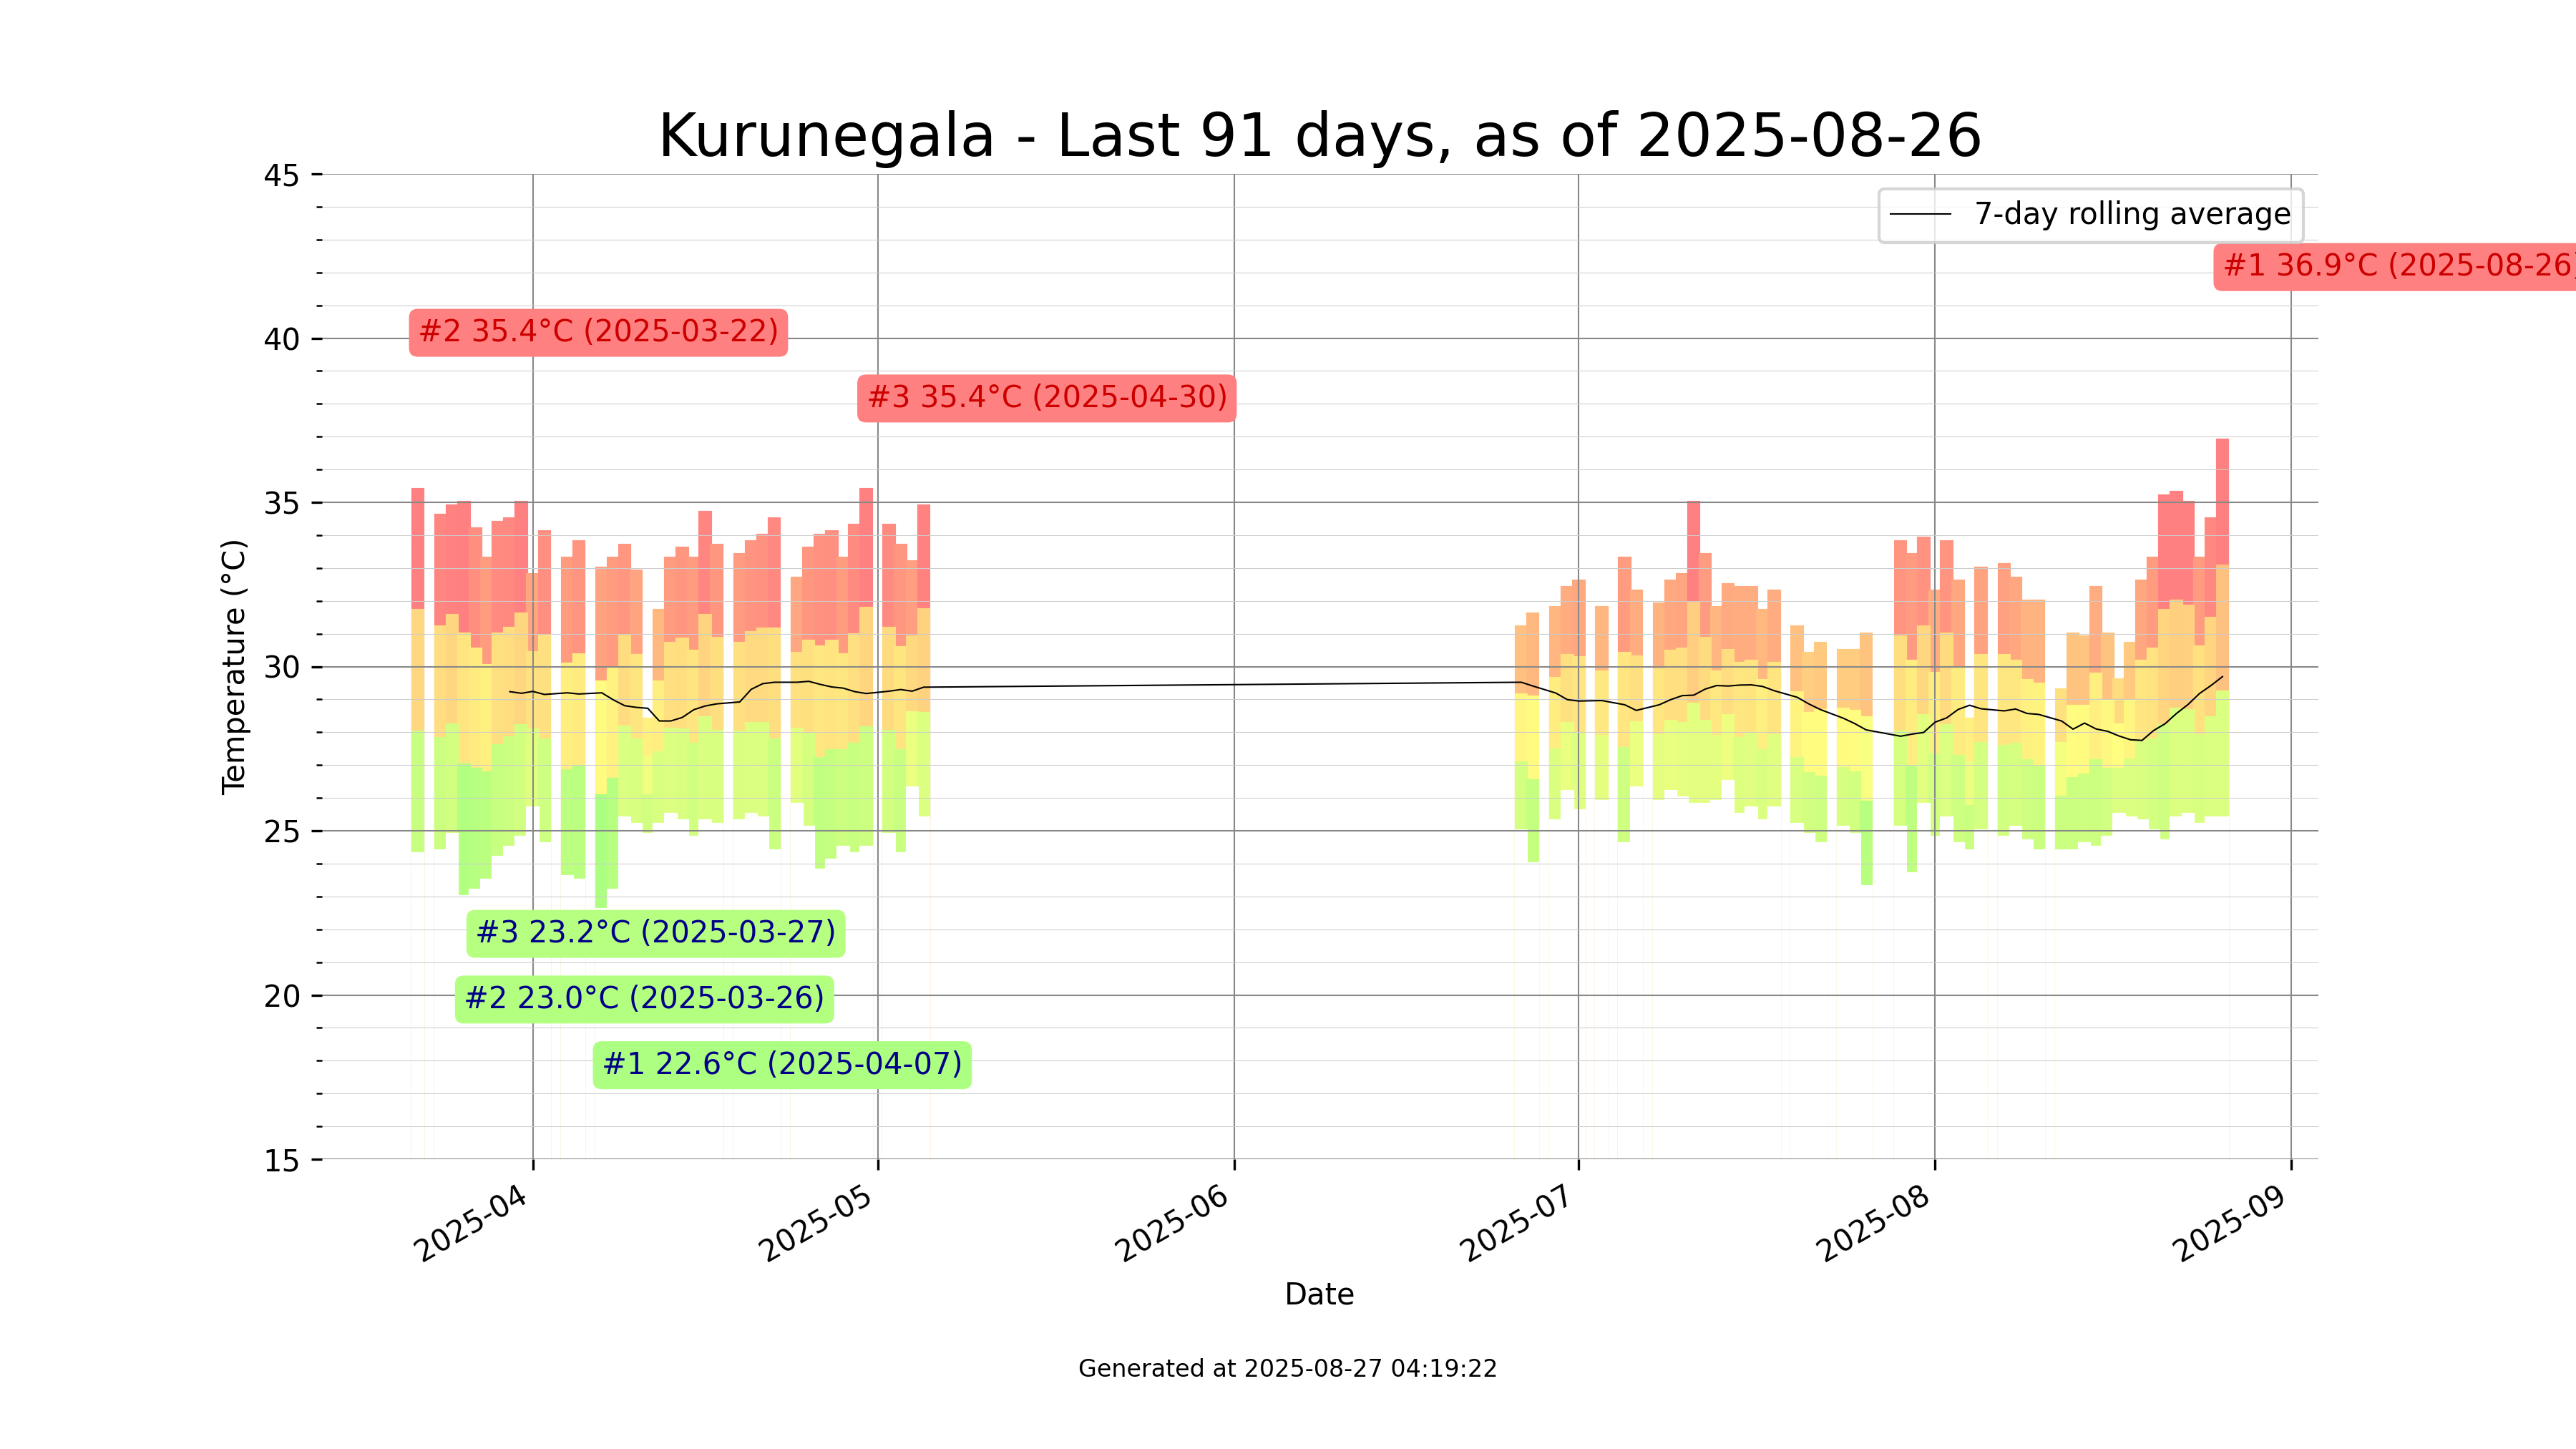 Kurunegala - Last 91 days, as of 2025-08-26
45
7-day rolling average
#1 36.9°C (2025-08-26)
#2 35.4°C (2025-03-22)
40
#3 35.4°C (2025-04-30)
35
Temperature (°C)
30
25
#3 23.2°C (2025-03-27)
20
#2 23.0°C (2025-03-26)
#1 22.6°C (2025-04-07)
15
2025-04
2025-05
2025-06
2025-07
2025-08
2025-09
Date
Generated at 2025-08-27 04:19:22